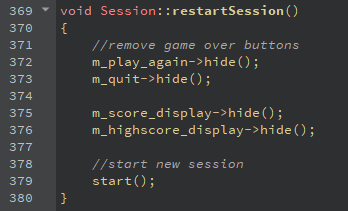 369 void Session::restartSession()
370 {
371 //remove game over buttons
372 m_play_again->hide();
373 m_quit->hide();
374
375 m_score_display->hide();
376 m_highscore_display->hide();
377
378 //start new session
379 start();
380 }